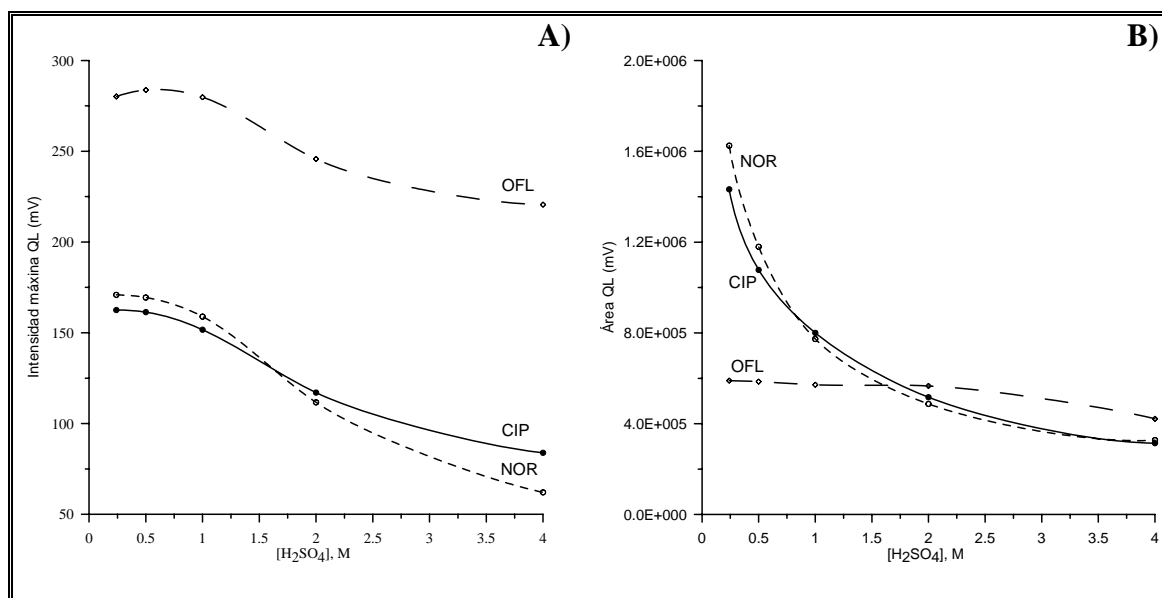 A)
300
250
200
150
100
50
Intensidad máxina QL (mV)
OFL
CIP
NOR
0 0.5 1 1.5 2 2.5 3 3.5 4
[H2SO4], M
B)
2.0E+006
1.6E+006
1.2E+006
8.0E+005
4.0E+005
0.0E+000
Área QL (mV)
NOR
CIP
OFL
0 0.5 1 1.5 2 2.5 3 3.5 4
[H2SO4], M